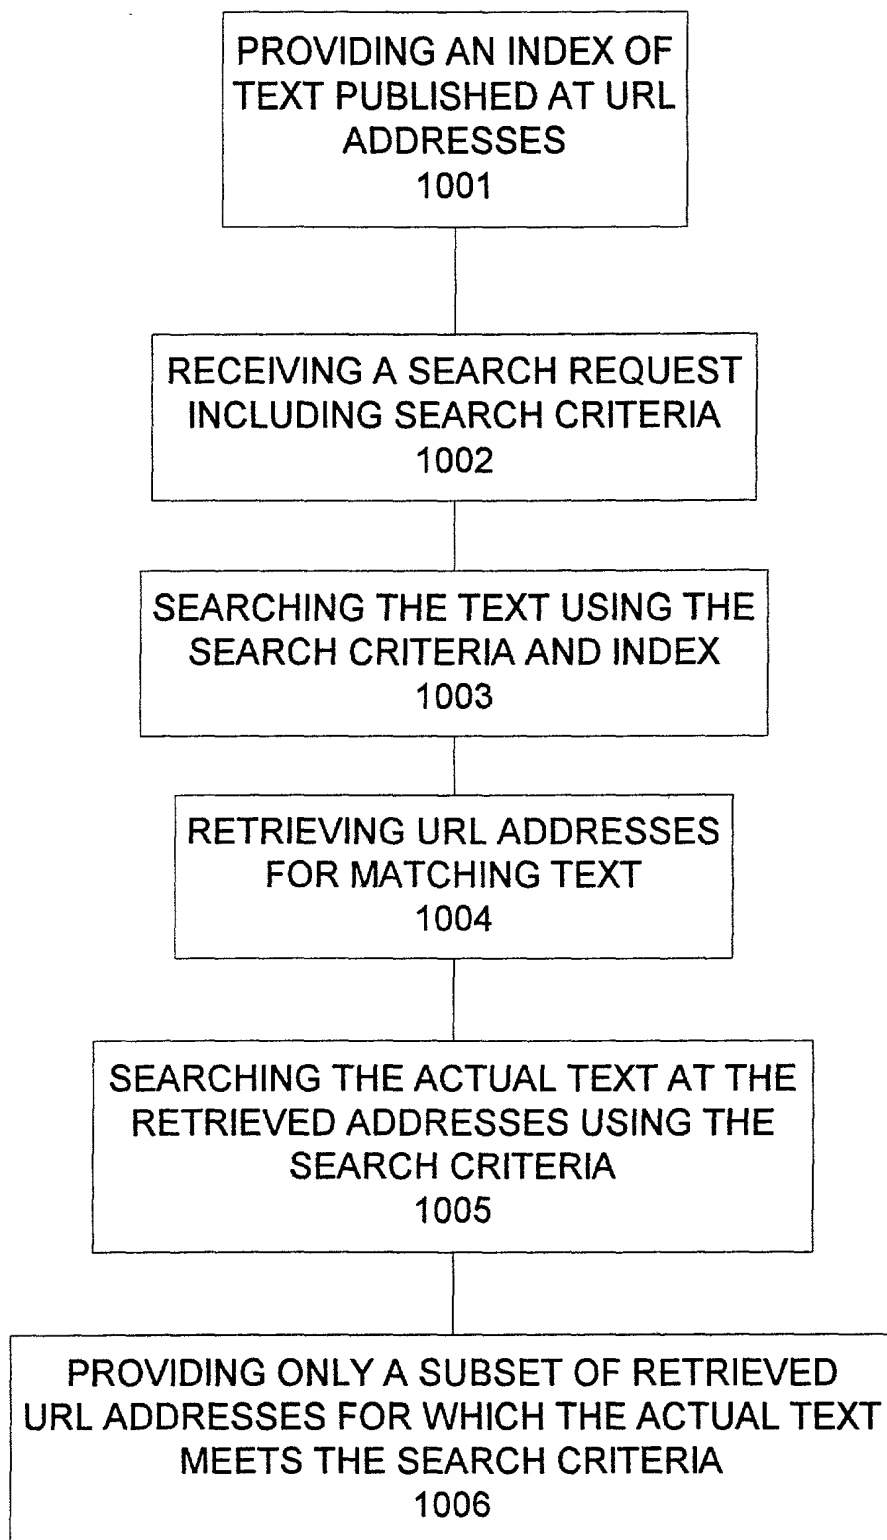 PROVIDING AN INDEX OF
TEXT PUBLISHED AT URL
ADDRESSES
1001
RECEIVING A SEARCH REQUEST
INCLUDING SEARCH CRITERIA
1002
SEARCHING THE TEXT USING THE
SEARCH CRITERIA AND INDEX
1003
RETRIEVING URL ADDRESSES
FOR MATCHING TEXT
1004
SEARCHING THE ACTUAL TEXT AT THE
RETRIEVED ADDRESSES USING THE
SEARCH CRITERIA
1005
PROVIDING ONLY A SUBSET OF RETRIEVED
URL ADDRESSES FOR WHICH THE ACTUAL TEXT
MEETS THE SEARCH CRITERIA
1006